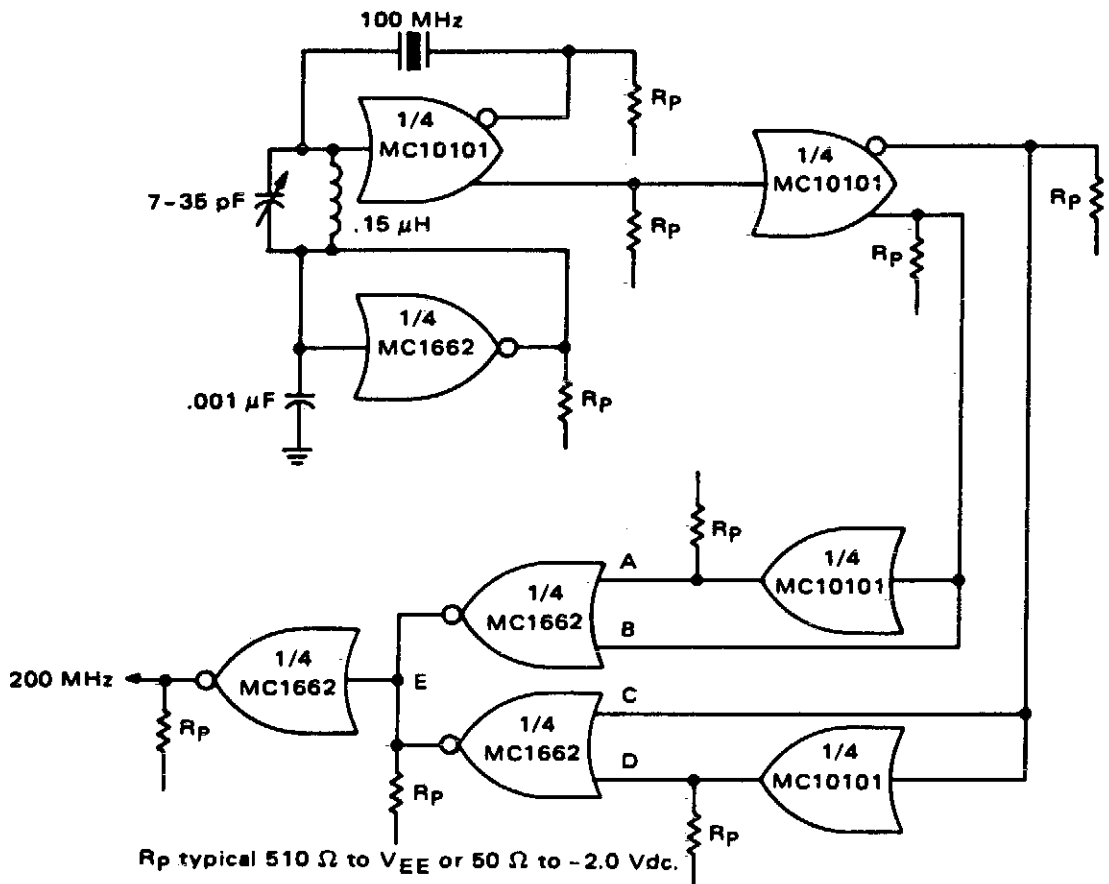 100 MHz
RP
1/4
MC10101
1/4
MC10101
7-35 pF
.15 μH
RP
RP
RP
1/4
MC1662
.001 μF
RP
RP
A
1/4
MC10101
1/4
MC1662
B
1/4
MC1662
200 MHz
E
C
1/4
MC1662
RP
D
1/4
MC10101
RP
RP
RP typical 510 Ω to VEE or 50 Ω to -2.0 Vdc.